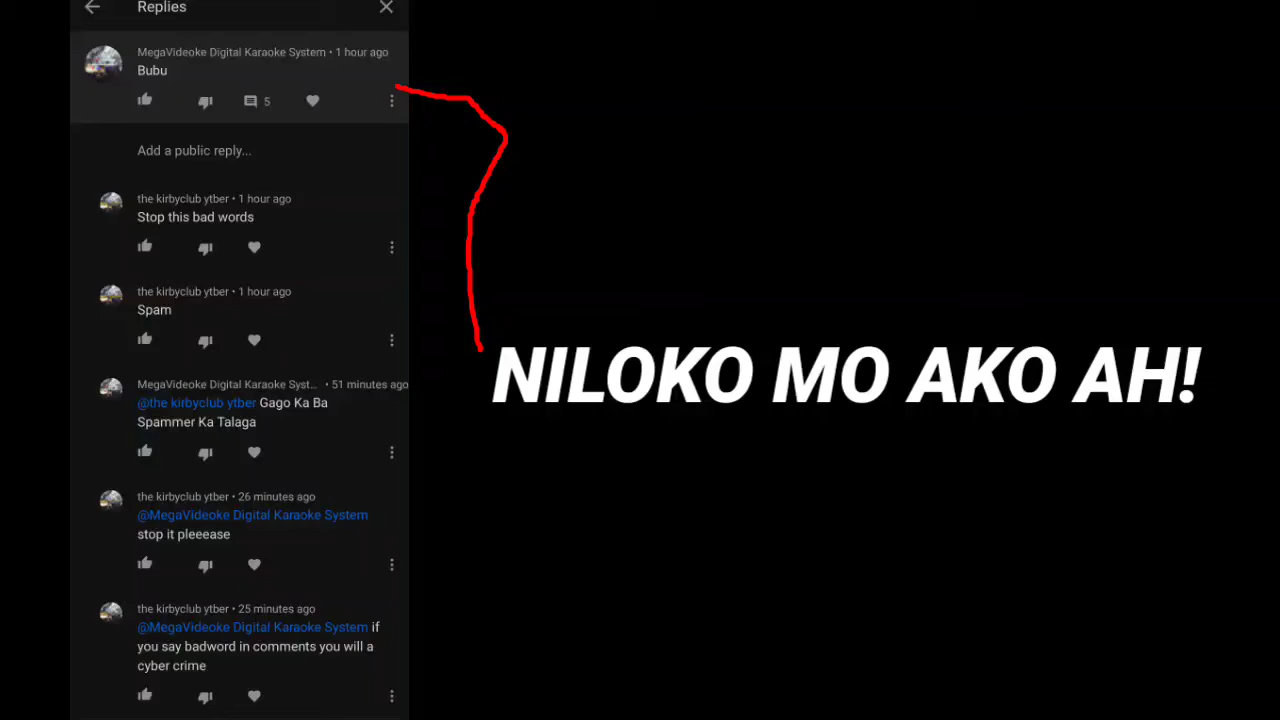 Replies
MegaVideoke Digital Karaoke System • 1 hour ago
Bubu
5
Add a public reply...
the kirbyclub ytber • 1 hour ago
Stop this bad words
the kirbyclub ytber • 1 hour ago
Spam
MegaVideoke Digital Karaoke Syst... • 51 minutes ago
@the kirbyclub ytber Gago Ka Ba
Spammer Ka Talaga
NILOKO MO AKO AH!
the kirbyclub ytber • 26 minutes ago
@MegaVideoke Digital Karaoke System
stop it pleeease
the kirbyclub ytber • 25 minutes ago
@MegaVideoke Digital Karaoke System if
you say badword in comments you will a
cyber crime